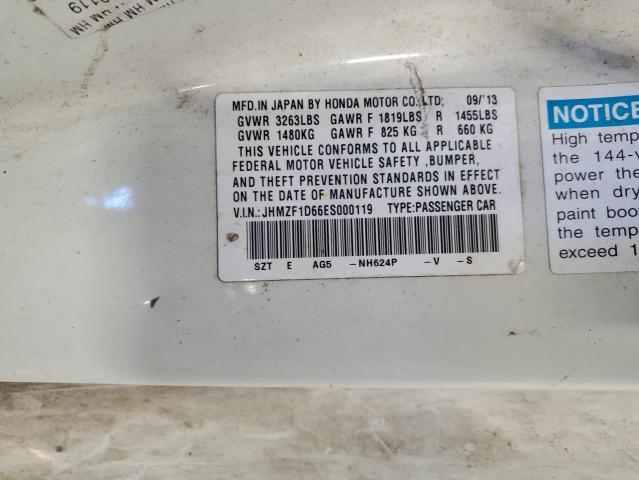 0119
MFD.IN JAPAN BY HONDA MOTOR CO.,LTD; 09/'13
GVWR 3263LBS GAWR F 1819LBS R 1455LBS
GVWR 1480KG GAWR F 825 KG R 660 KG
THIS VEHICLE CONFORMS TO ALL APPLICABLE
FEDERAL MOTOR VEHICLE SAFETY ,BUMPER,
AND THEFT PREVENTION STANDARDS IN EFFECT
ON THE DATE OF MANUFACTURE SHOWN ABOVE.
V.I.N.:JHMZF1D66ES000119 TYPE:PASSENGER CAR
SZT E AG5 -NH624P -V -S
NOTICE
High temp
the 144-v
power the
when dry
paint boo
the temp
exceed 1